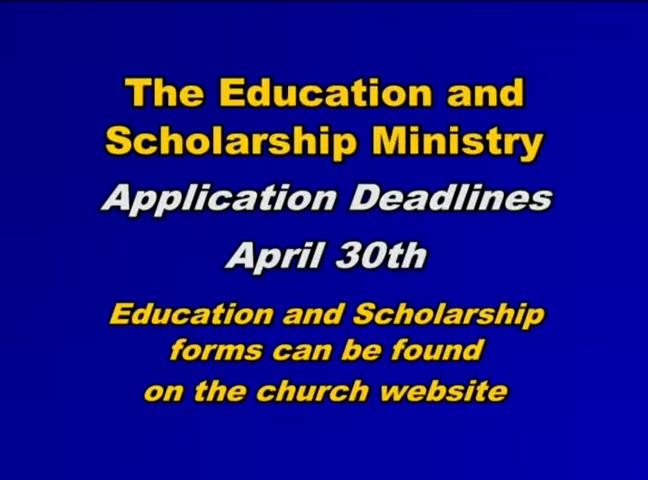 The Education and
Scholarship Ministry
Application Deadlines
April 30th
Education and Scholarship
forms can be found
on the church website